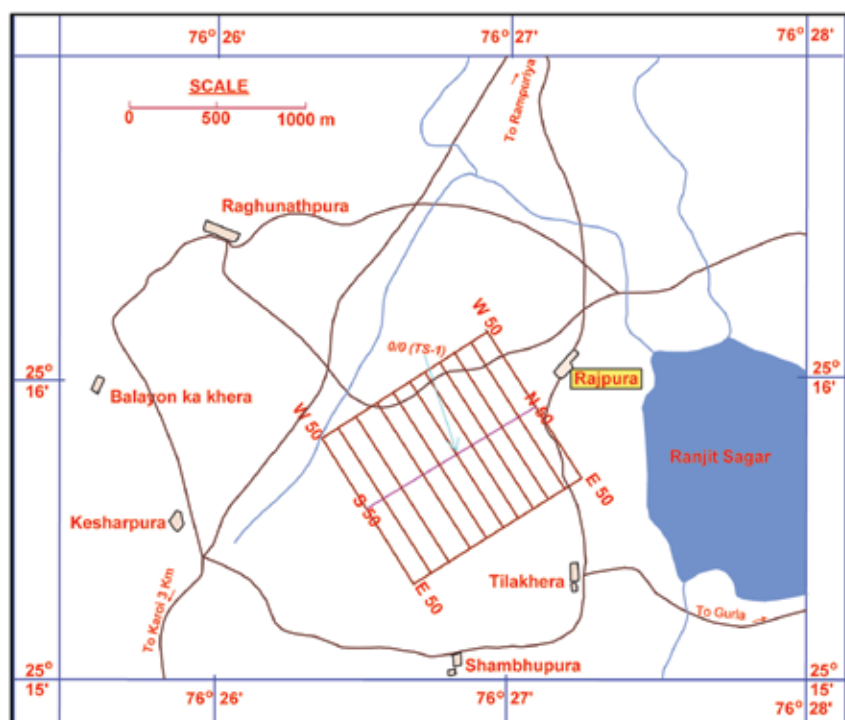 76° 26'
76° 27'
76° 28'
SCALE
0 500 1000 m
To Rampuriya
Raghunathpura
W 50
0/0 (TS-1)
25°
16'
25°
16'
Rajpura
Balayon ka khera
W 50
N 50
Ranjit Sagar
S 50
E 50
Kesharpura
Tilakhera
E 50
To Karoi 3 Km
To Gurla
Shambhupura
25°
15'
25°
15'
76° 26'
76° 27'
76° 28'